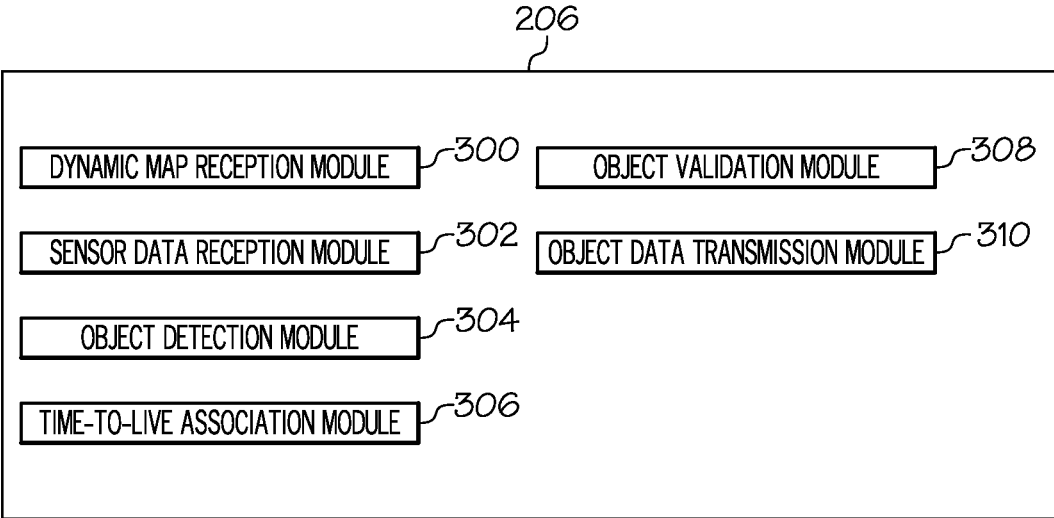 206
DYNAMIC MAP RECEPTION MODULE 300
SENSOR DATA RECEPTION MODULE 302
OBJECT DETECTION MODULE 304
TIME-TO-LIVE ASSOCIATION MODULE 306
OBJECT VALIDATION MODULE 308
OBJECT DATA TRANSMISSION MODULE 310